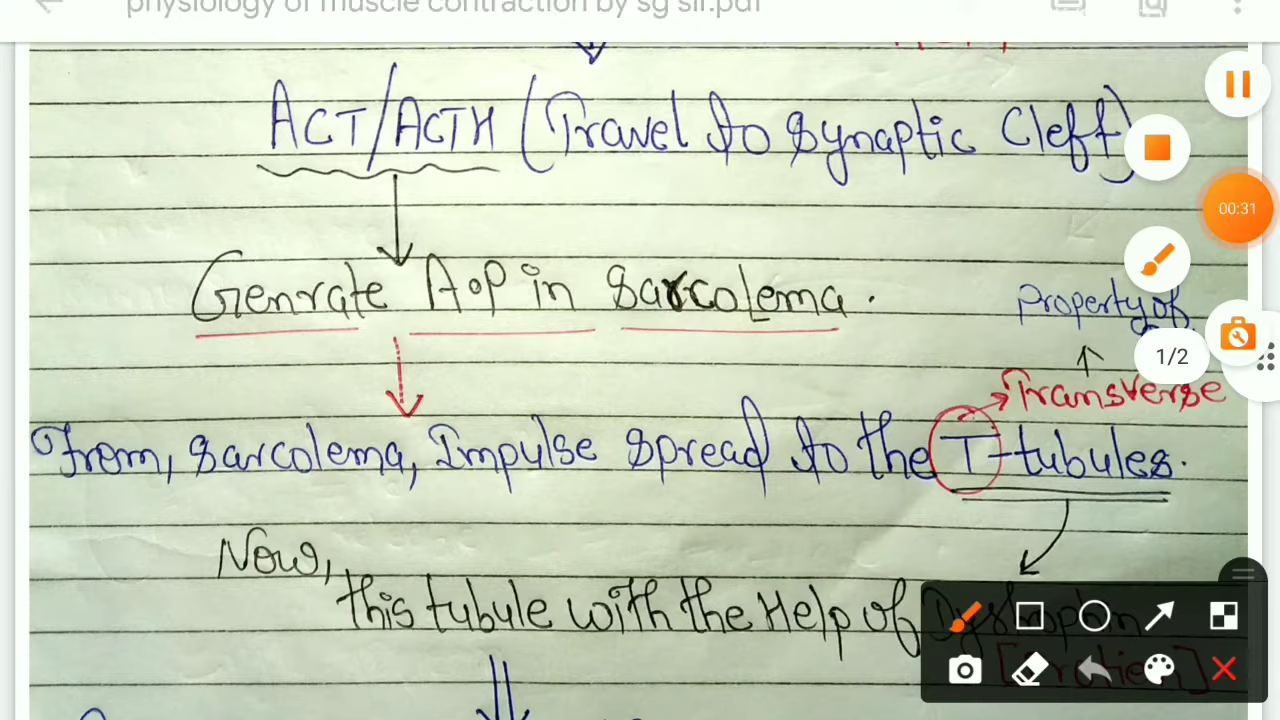 physiology of muscle contraction by sg sir.pdf
ACT/ACTH (Travel to synaptic Cleft)
Genrate A.P in sarcolema.
Property of
Transverse
From, sarcolema, Impulse spread to the T-tubules.
Now,
this tubule with the Help of
00:31
1/2